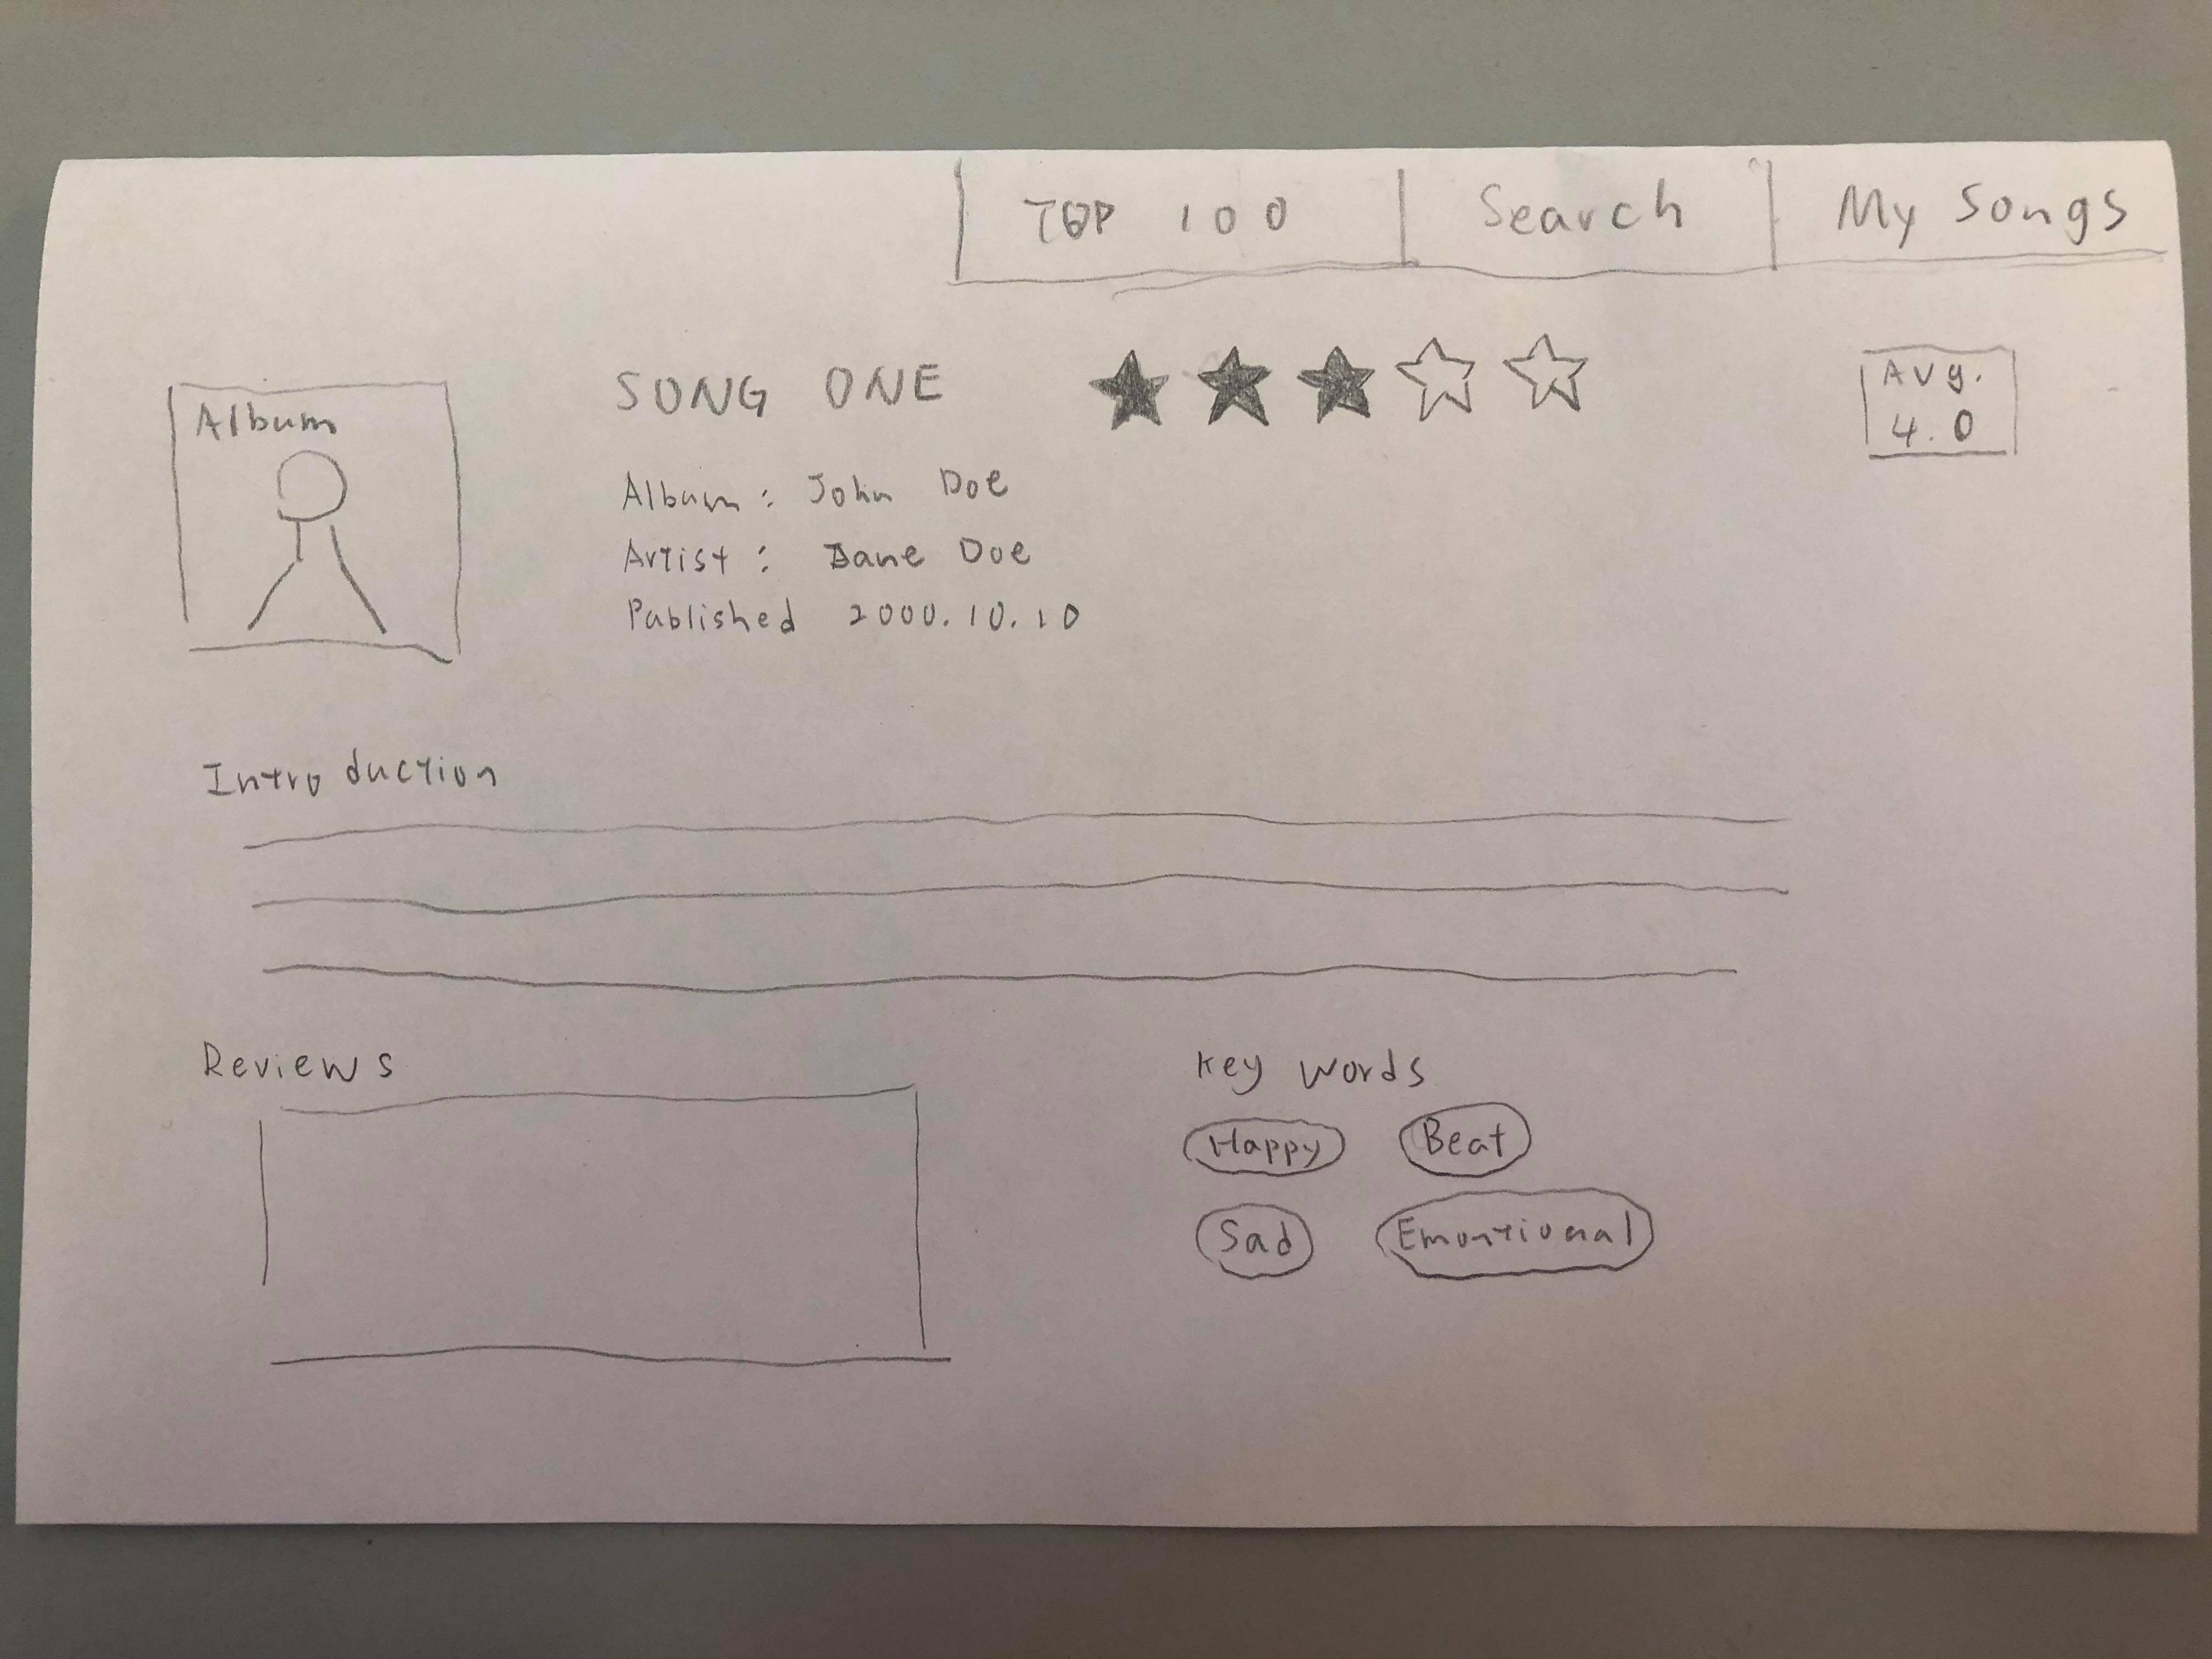 TOP 100
Search
My Songs
SONG ONE
Avg.
4.0
Album
Album : John Doe
Artist : Jane Doe
Published 2000.10.10
Introduction
Reviews
Key Words
Happy
Beat
Sad
Emontional